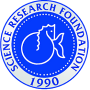 SCIENCE RESEARCH FOUNDATION
1990